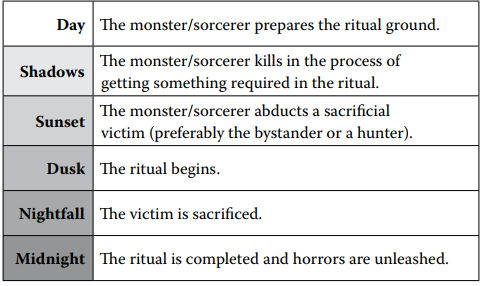 Day The monster/sorcerer prepares the ritual ground.
Shadows The monster/sorcerer kills in the process of
getting something required in the ritual.
Sunset The monster/sorcerer abducts a sacrificial
victim (preferably the bystander or a hunter).
Dusk The ritual begins.
Nightfall The victim is sacrificed.
Midnight The ritual is completed and horrors are unleashed.